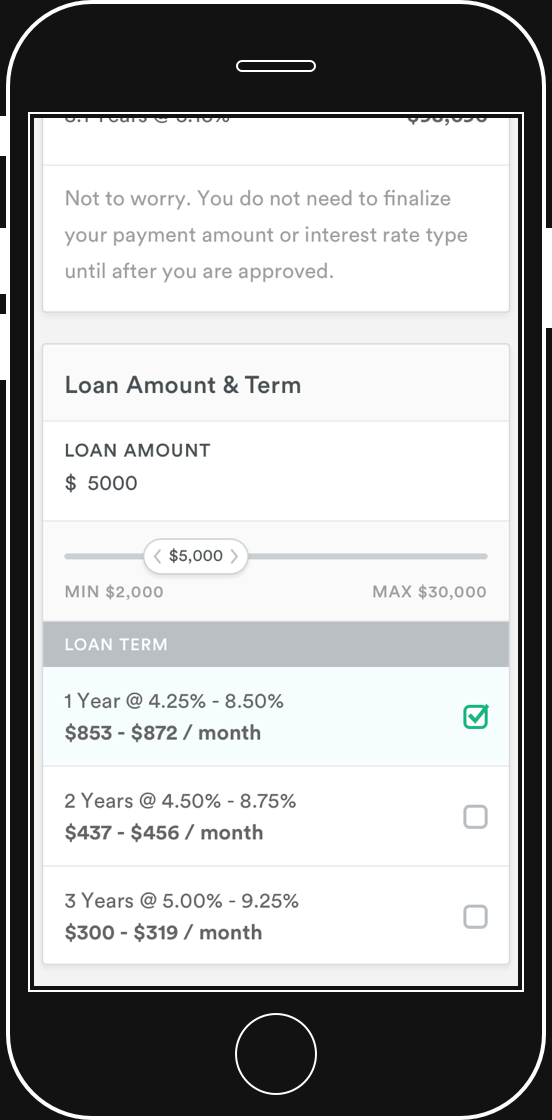 Not to worry. You do not need to finalize
your payment amount or interest rate type
until after you are approved.
Loan Amount & Term
LOAN AMOUNT
$ 5000
$5,000
MIN $2,000 MAX $30,000
LOAN TERM
1 Year @ 4.25% - 8.50%
$853 - $872 / month
2 Years @ 4.50% - 8.75%
$437 - $456 / month
3 Years @ 5.00% - 9.25%
$300 - $319 / month